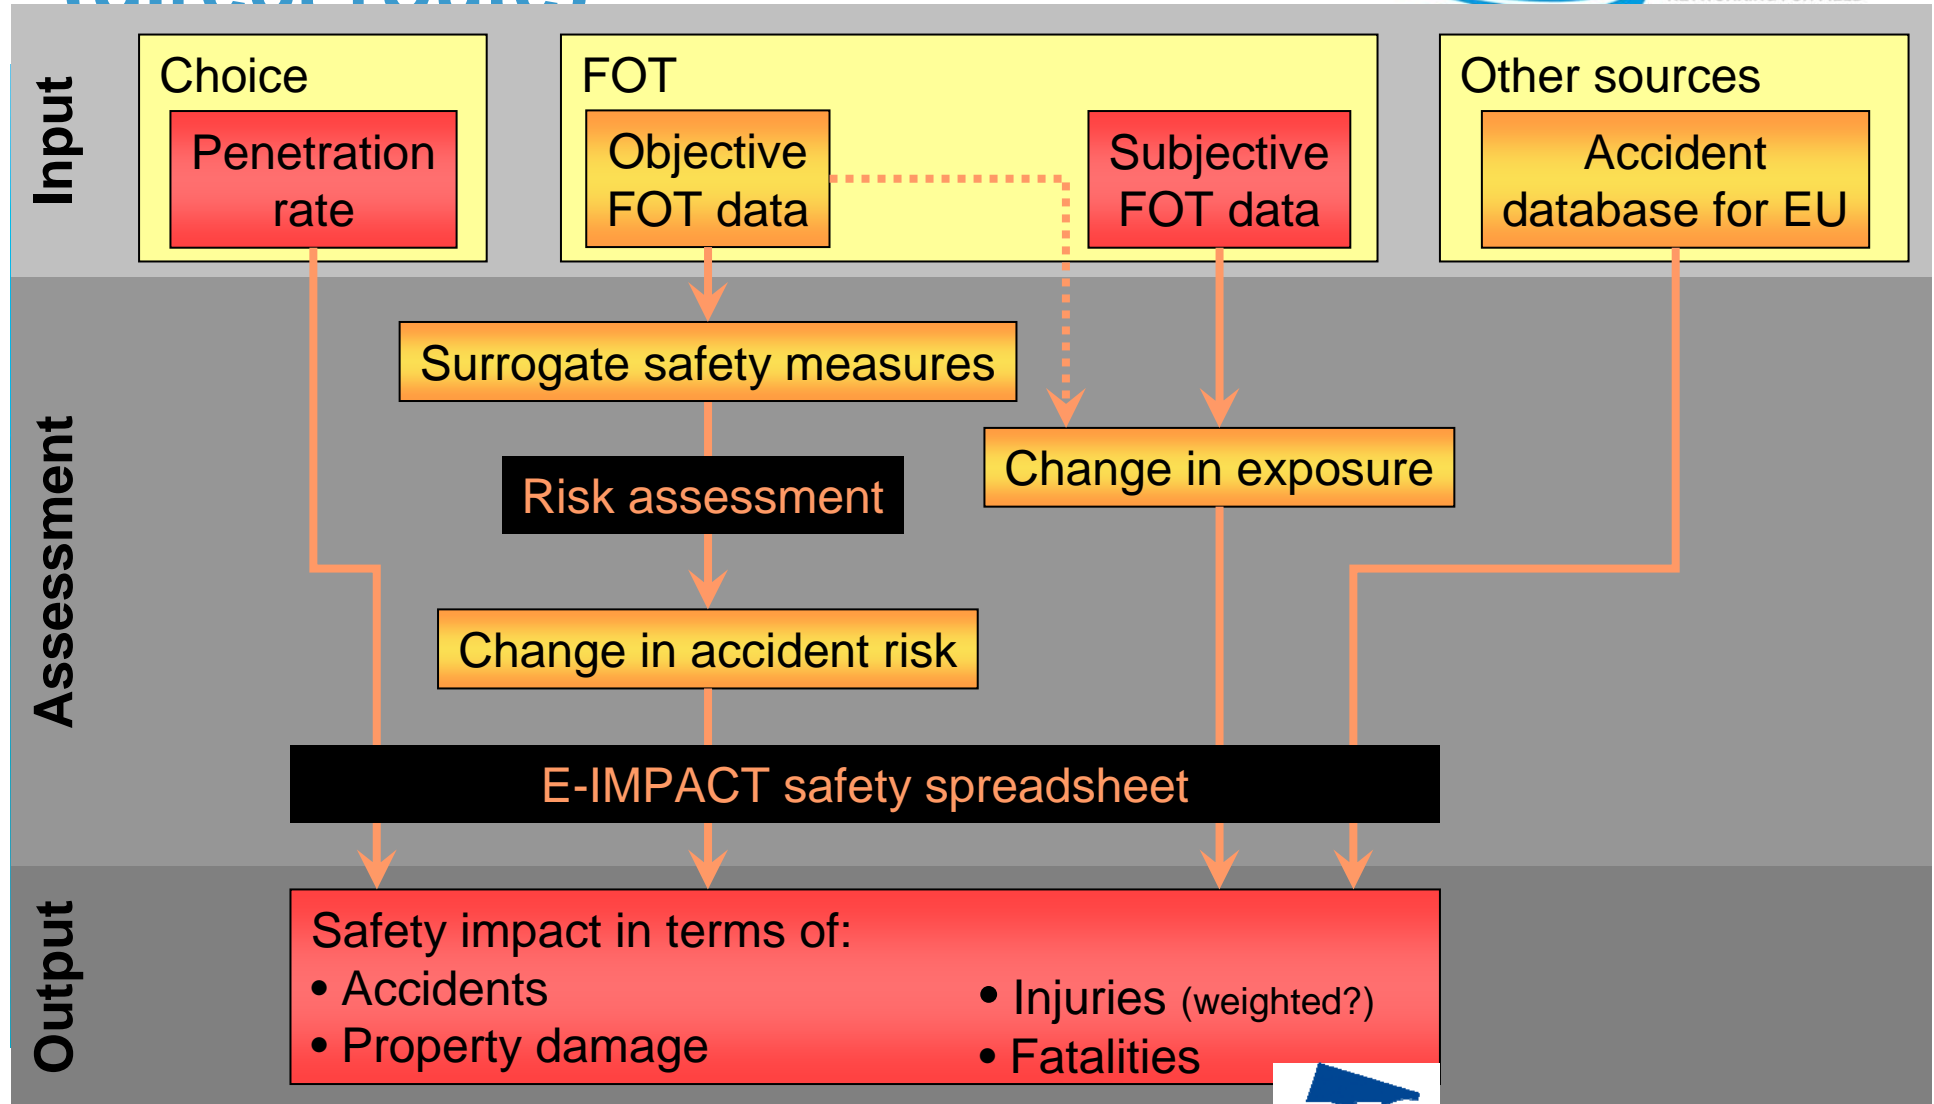 Input
Choice
Penetration
rate
FOT
Objective
FOT data
Subjective
FOT data
Other sources
Accident
database for EU
Assessment
Surrogate safety measures
Risk assessment
Change in exposure
Change in accident risk
E-IMPACT safety spreadsheet
Output
Safety impact in terms of:
• Accidents
• Property damage
• Injuries (weighted?)
• Fatalities